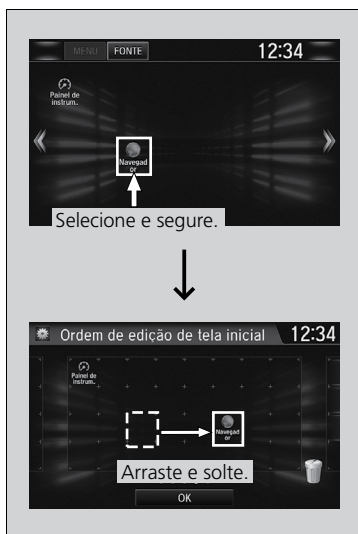 MENU
FONTE
12:34
Painel de
instrum.
Navegad
or
Selecione e segure.
Ordem de edição de tela inicial
12:34
Painel de
instrum.
Navegad
or
Arraste e solte.
OK